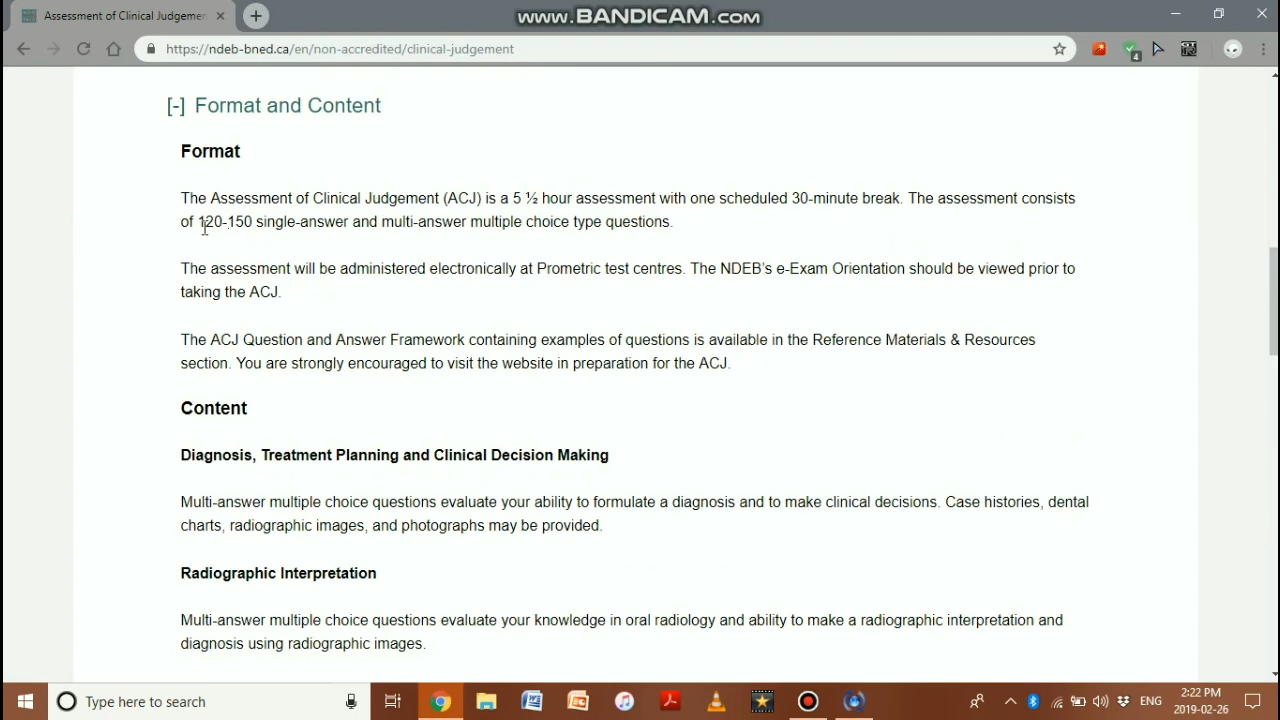 Assessment of Clinical Judgemen
www.BANDICAM.com
https://ndeb-bned.ca/en/non-accredited/clinical-judgement
4
[-] Format and Content
Format
The Assessment of Clinical Judgement (ACJ) is a 5 ½ hour assessment with one scheduled 30-minute break. The assessment consists
of 120-150 single-answer and multi-answer multiple choice type questions.
The assessment will be administered electronically at Prometric test centres. The NDEB's e-Exam Orientation should be viewed prior to
taking the ACJ.
The ACJ Question and Answer Framework containing examples of questions is available in the Reference Materials & Resources
section. You are strongly encouraged to visit the website in preparation for the ACJ.
Content
Diagnosis, Treatment Planning and Clinical Decision Making
Multi-answer multiple choice questions evaluate your ability to formulate a diagnosis and to make clinical decisions. Case histories, dental
charts, radiographic images, and photographs may be provided.
Radiographic Interpretation
Multi-answer multiple choice questions evaluate your knowledge in oral radiology and ability to make a radiographic interpretation and
diagnosis using radiographic images.
Type here to search
ENG
2:22 PM
2019-02-26